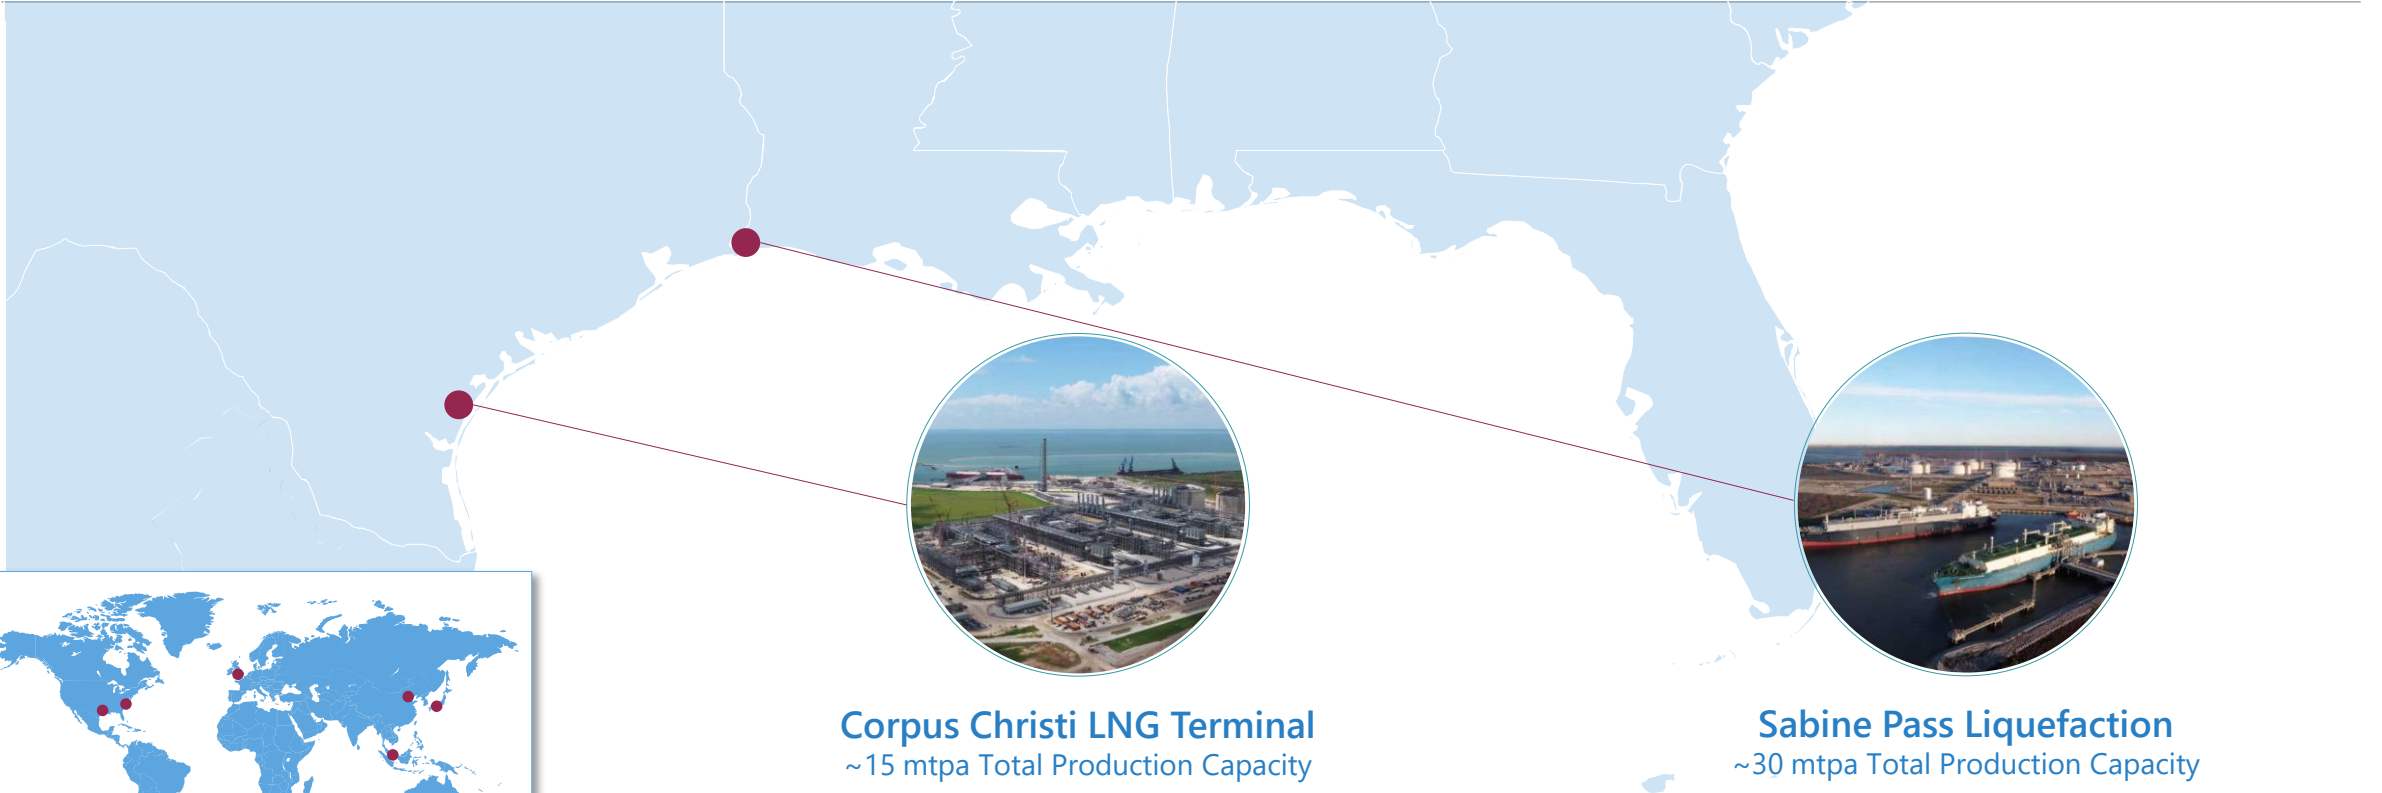 Corpus Christi LNG Terminal
~15 mtpa Total Production Capacity
Sabine Pass Liquefaction
~30 mtpa Total Production Capacity